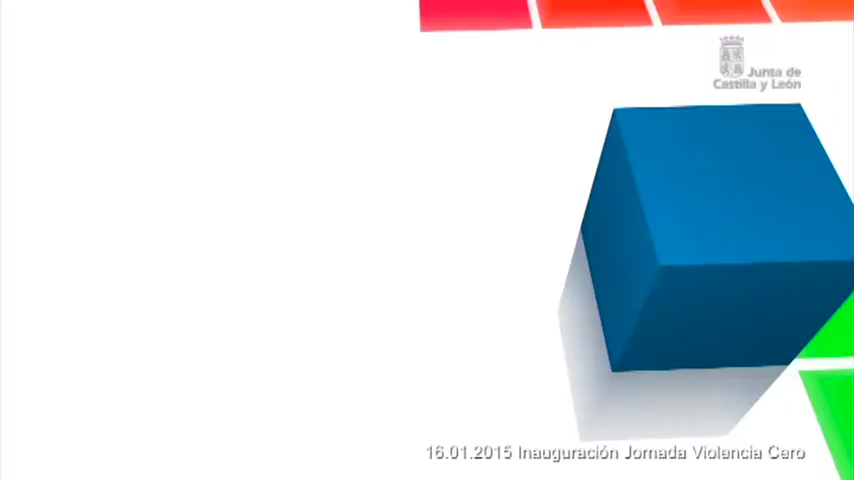 Junta de
Castilla y León
16.01.2015 Inauguración Jornada Violencia Cero